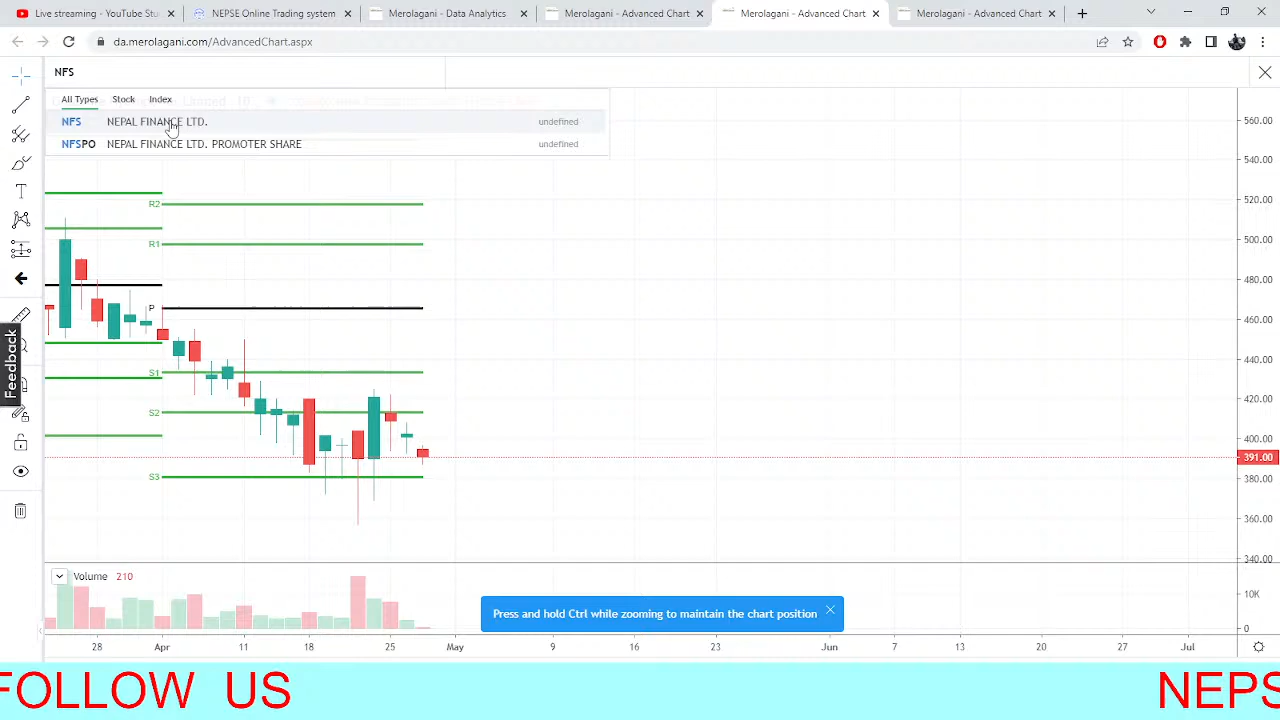 Live streaming - YouTube Stu
NEPSE Online Trading system
Merolagani - Data Analytics
Merolagani - Advanced Chart
Merolagani - Advanced Chart
Merolagani - Advanced Chart
da.merolagani.com/AdvancedChart.aspx
NFS
All Types Stock Index
NFS NEPAL FINANCE LTD. undefined
NFSPO NEPAL FINANCE LTD. PROMOTER SHARE undefined
560.00
540.00
520.00
500.00
480.00
460.00
440.00
420.00
400.00
391.00
380.00
360.00
340.00
R2
R1
P
S1
S2
S3
Feedback
Volume 210
Press and hold Ctrl while zooming to maintain the chart position
10K
0
28 Apr 11 18 25 May 9 16 23 Jun 7 13 20 27 Jul
FOLLOW US NEPS